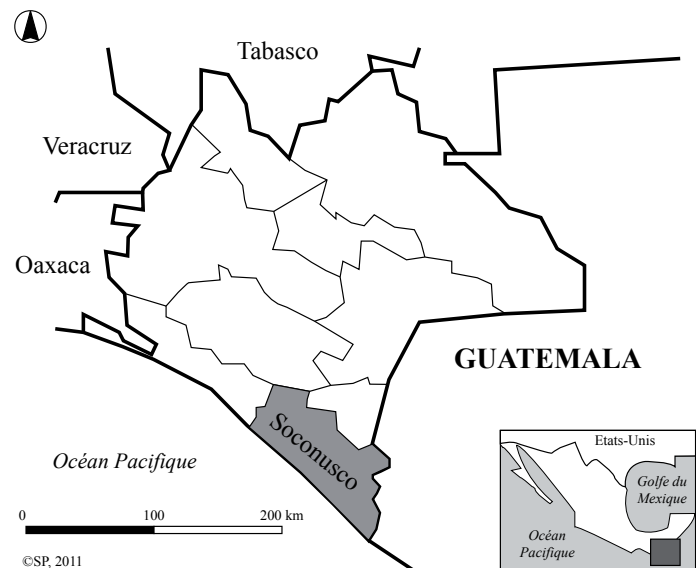 Tabasco
Veracruz
Oaxaca
GUATEMALA
Soconusco
Océan Pacifique
0 100 200 km
©SP, 2011
Etats-Unis
Golfe du
Mexique
Océan
Pacifique